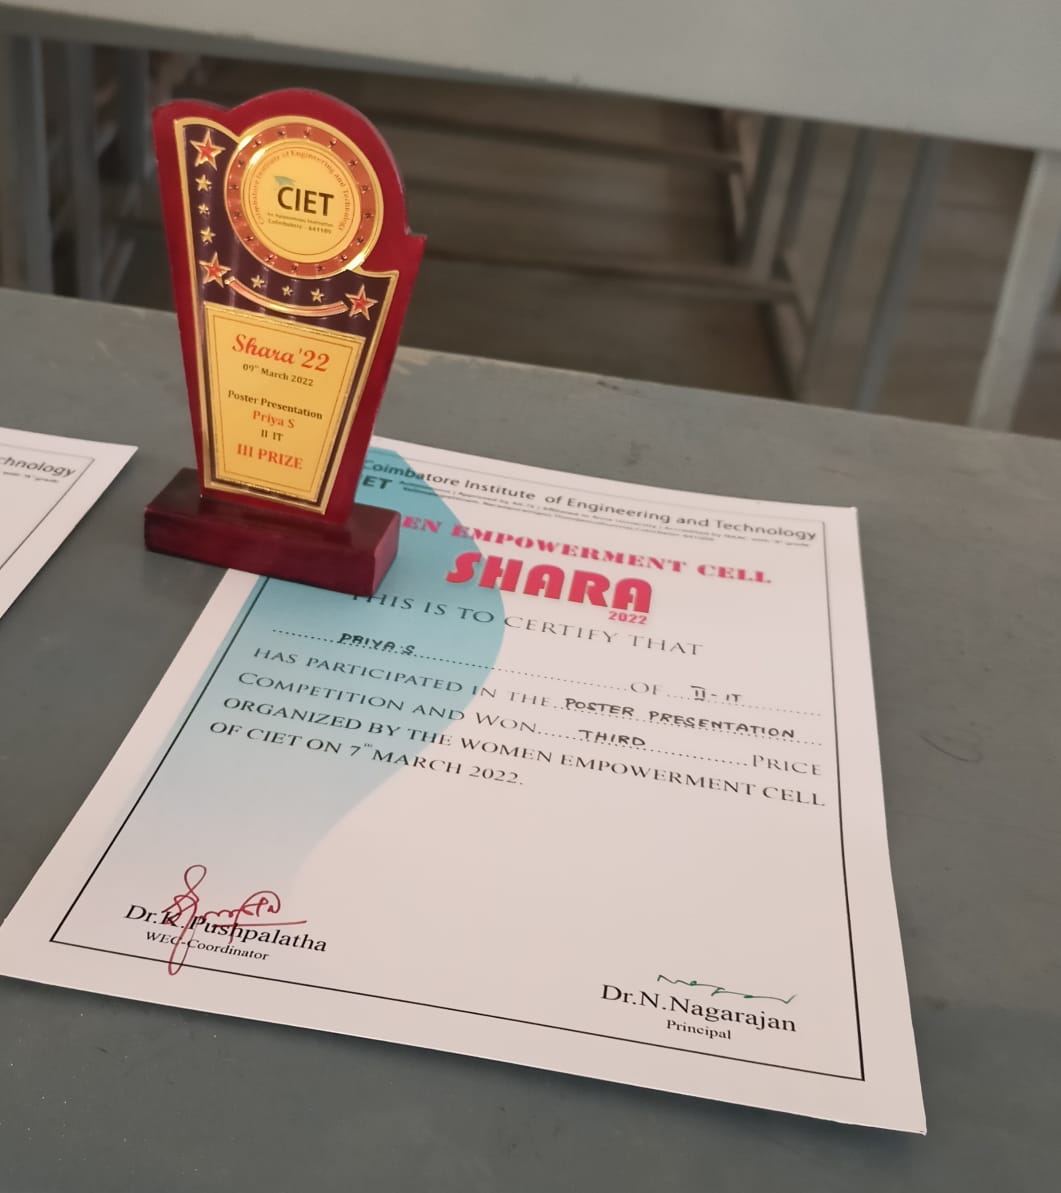 Coimbatore Institute of Engineering and Technology
CIET
An Autonomous Institution
Coimbatore - 641109
Shara '22
09th March 2022
Poster Presentation
Priya S
II IT
III PRIZE
chnology
Coimbatore Institute of Engineering and Technology
ET
EN EMPOWERMENT CELL
SHARA
2022
THIS IS TO CERTIFY THAT
PRIYA.S OF II-IT
HAS PARTICIPATED IN THE POSTER PRESENTATION
COMPETITION AND WON THIRD PRICE
ORGANIZED BY THE WOMEN EMPOWERMENT CELL
OF CIET ON 7th MARCH 2022.
Dr.K.Pushpalatha
WEC-Coordinator
Dr.N.Nagarajan
Principal